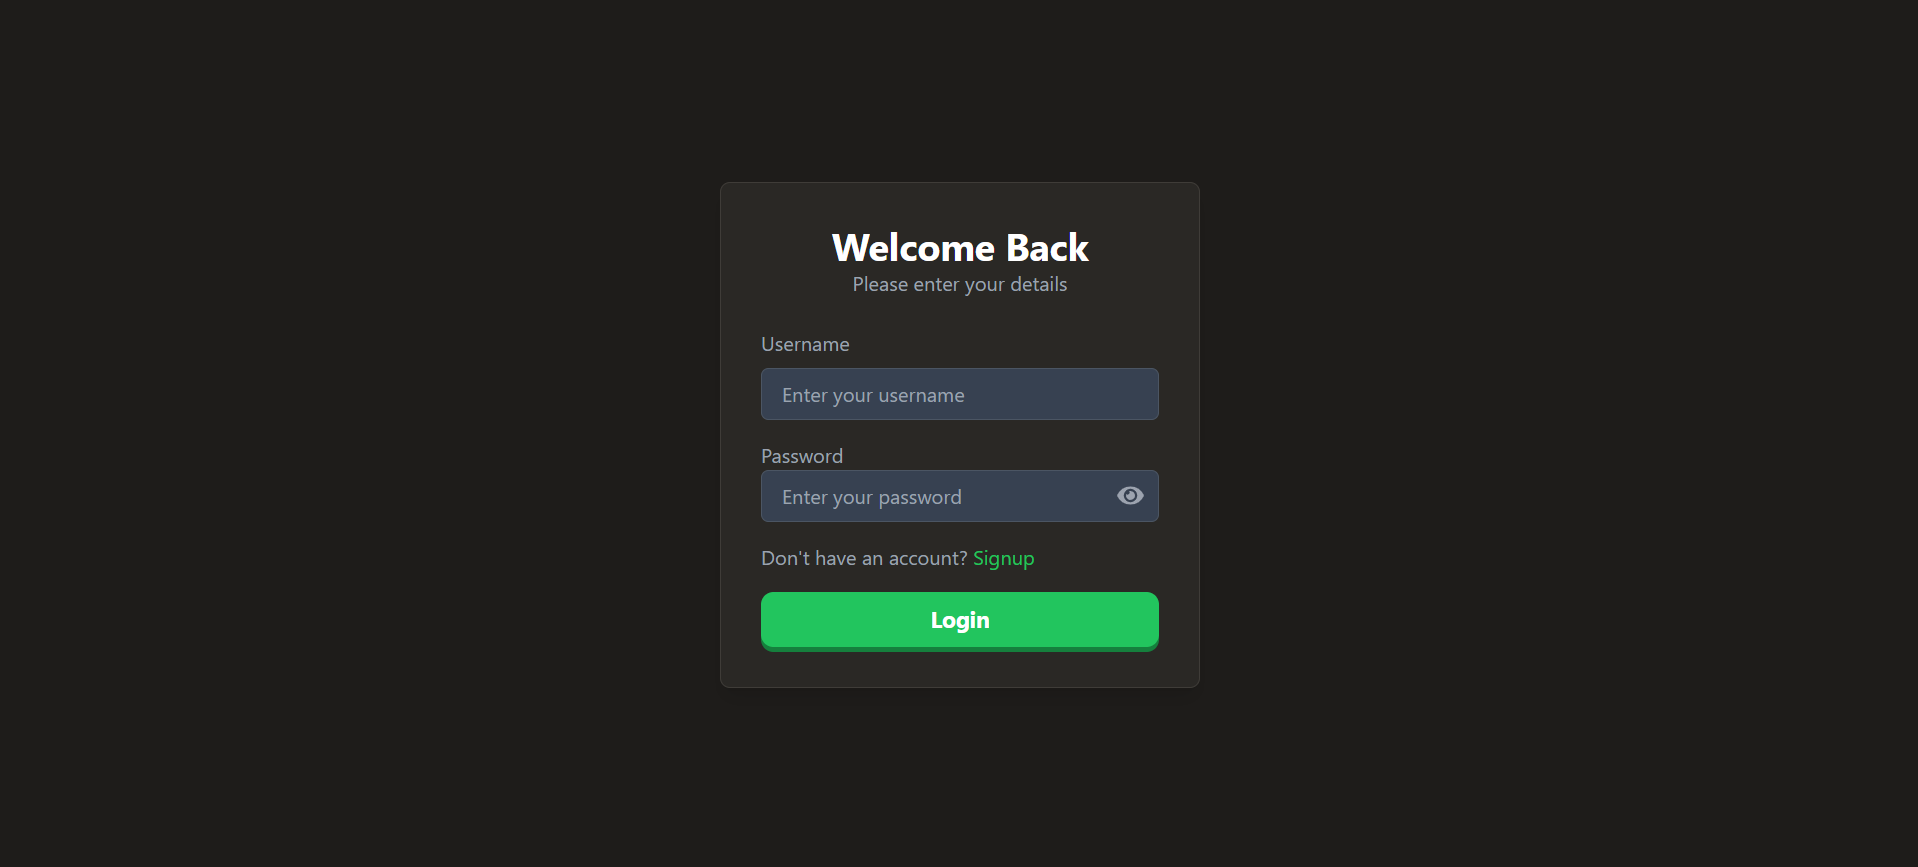 Welcome Back
Please enter your details
Username
Enter your username
Password
Enter your password
Don't have an account? Signup
Login